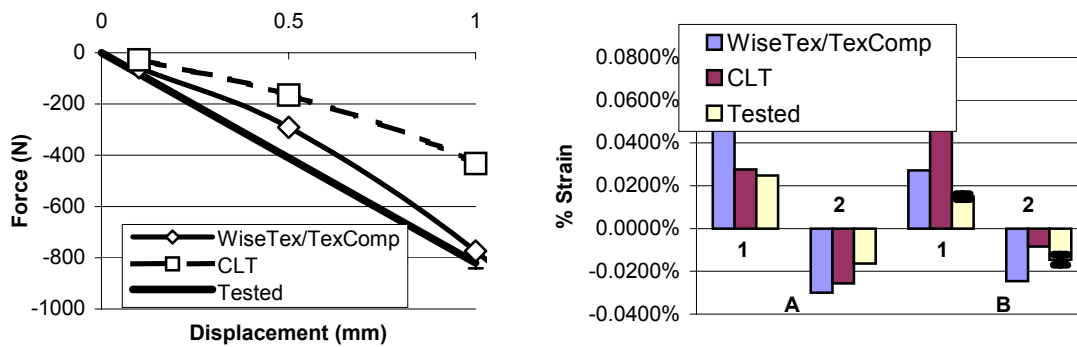 0 0.5 1
0
-200
-400
-600
-800
-1000
Force (N)
WiseTex/TexComp
CLT
Tested
Displacement (mm)
0.0800%
0.0600%
0.0400%
0.0200%
0.0000%
-0.0200%
-0.0400%
% Strain
WiseTex/TexComp
CLT
Tested
2 2
1 1
A B